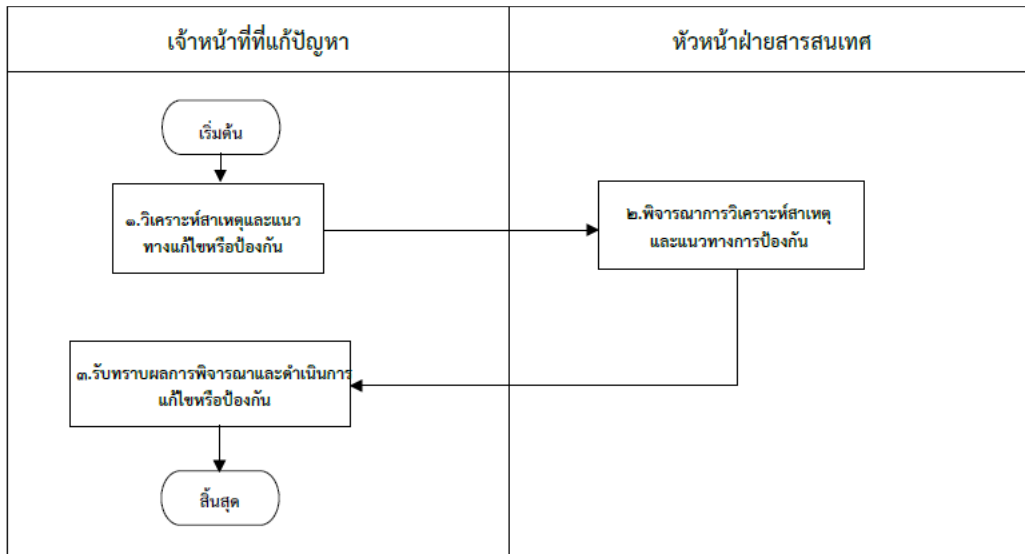 เจ้าหน้าที่ที่แก้ปัญหา
หัวหน้าฝ่ายสารสนเทศ
เริ่มต้น
๑.วิเคราะห์สาเหตุและแนว
ทางแก้ไขหรือป้องกัน
๒.พิจารณาการวิเคราะห์สาเหตุ
และแนวทางการป้องกัน
๓.รับทราบผลการพิจารณาและดำเนินการ
แก้ไขหรือป้องกัน
สิ้นสุด